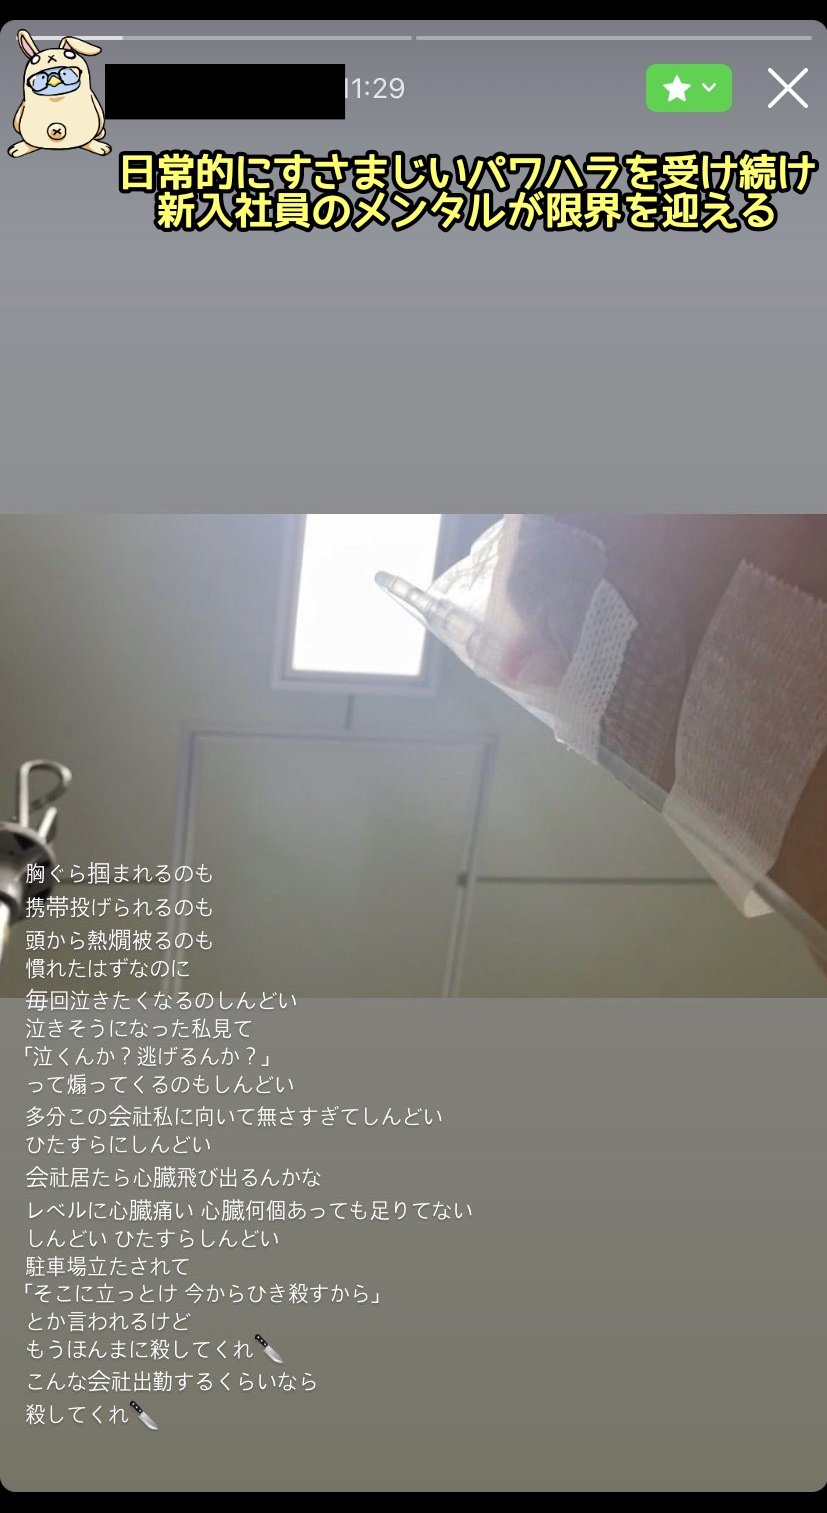 11:29
日常的にすさまじいパワハラを受け続け
新入社員のメンタルが限界を迎える
胸ぐら掴まれるのも
携帯投げられるのも
頭から熱燗被るのも
慣れたはずなのに
毎回泣きたくなるのしんどい
泣きそうになった私見て
「泣くんか？逃げるんか？」
って煽ってくるのもしんどい
多分この会社私に向いて無さすぎてしんどい
ひたすらにしんどい
会社居たら心臓飛び出るんかな
レベルに心臓痛い 心臓何個あっても足りてない
しんどい ひたすらしんどい
駐車場立たされて
「そこに立っとけ 今からひき殺すから」
とか言われるけど
もうほんまに殺してくれ🔪
こんな会社出勤するくらいなら
殺してくれ🔪